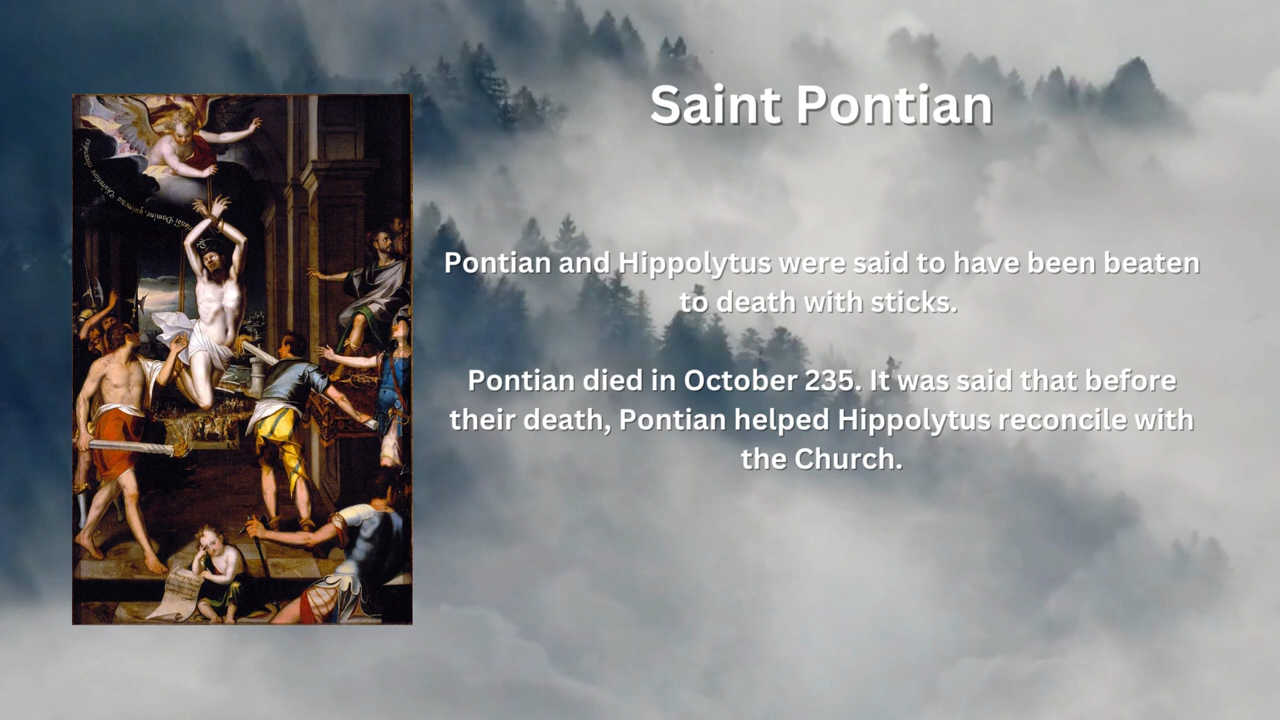 Saint Pontian
Pontian and Hippolytus were said to have been beaten
to death with sticks.
Pontian died in October 235. It was said that before
their death, Pontian helped Hippolytus reconcile with
the Church.